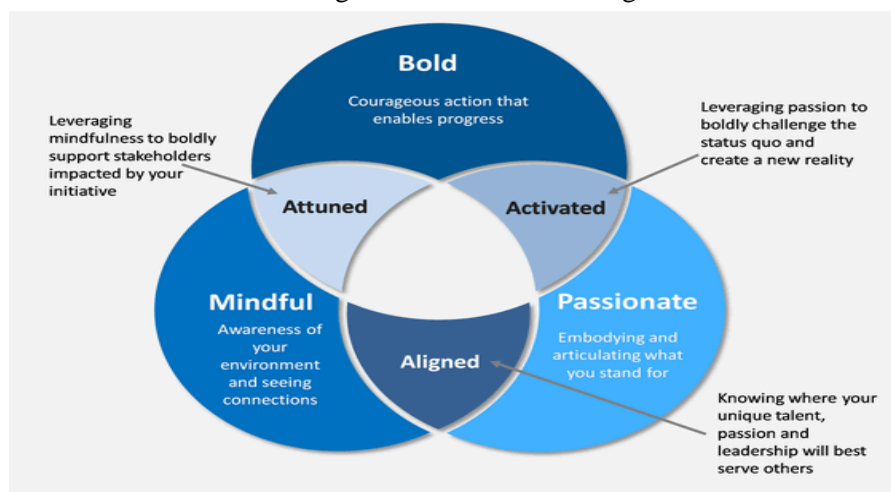 Bold
Courageous action that
enables progress
Leveraging
mindfulness to boldly
support stakeholders
impacted by your
initiative
Leveraging passion to
boldly challenge the
status quo and
create a new reality
Attuned
Activated
Mindful
Awareness of
your
environment
and seeing
connections
Passionate
Embodying and
articulating what
you stand for
Aligned
Knowing where your
unique talent,
passion and
leadership will best
serve others